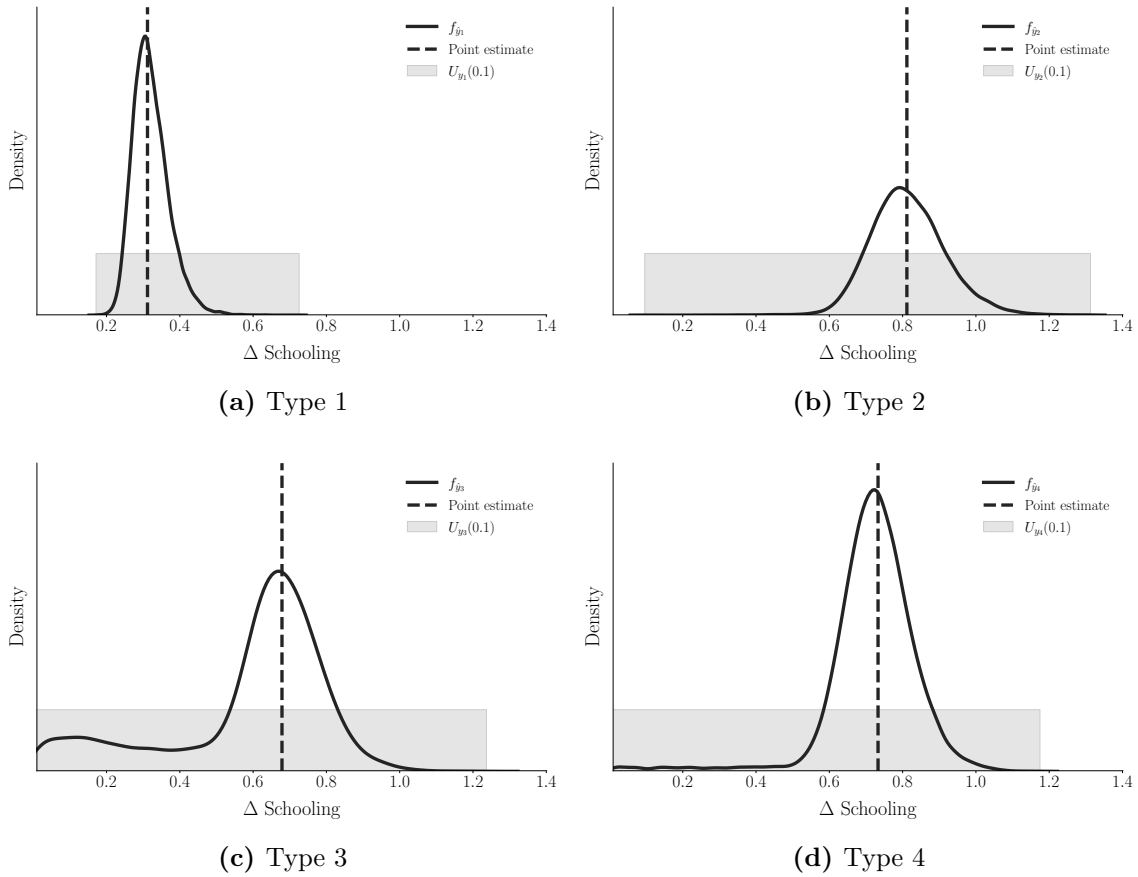 f_ŷ₁
Point estimate
U_y₁(0.1)
Density
0.2 0.4 0.6 0.8 1.0 1.2 1.4
Δ Schooling
(a) Type 1
f_ŷ₂
Point estimate
U_y₂(0.1)
Density
0.2 0.4 0.6 0.8 1.0 1.2 1.4
Δ Schooling
(b) Type 2
f_ŷ₃
Point estimate
U_y₃(0.1)
Density
0.2 0.4 0.6 0.8 1.0 1.2 1.4
Δ Schooling
(c) Type 3
f_ŷ₄
Point estimate
U_y₄(0.1)
Density
0.2 0.4 0.6 0.8 1.0 1.2 1.4
Δ Schooling
(d) Type 4